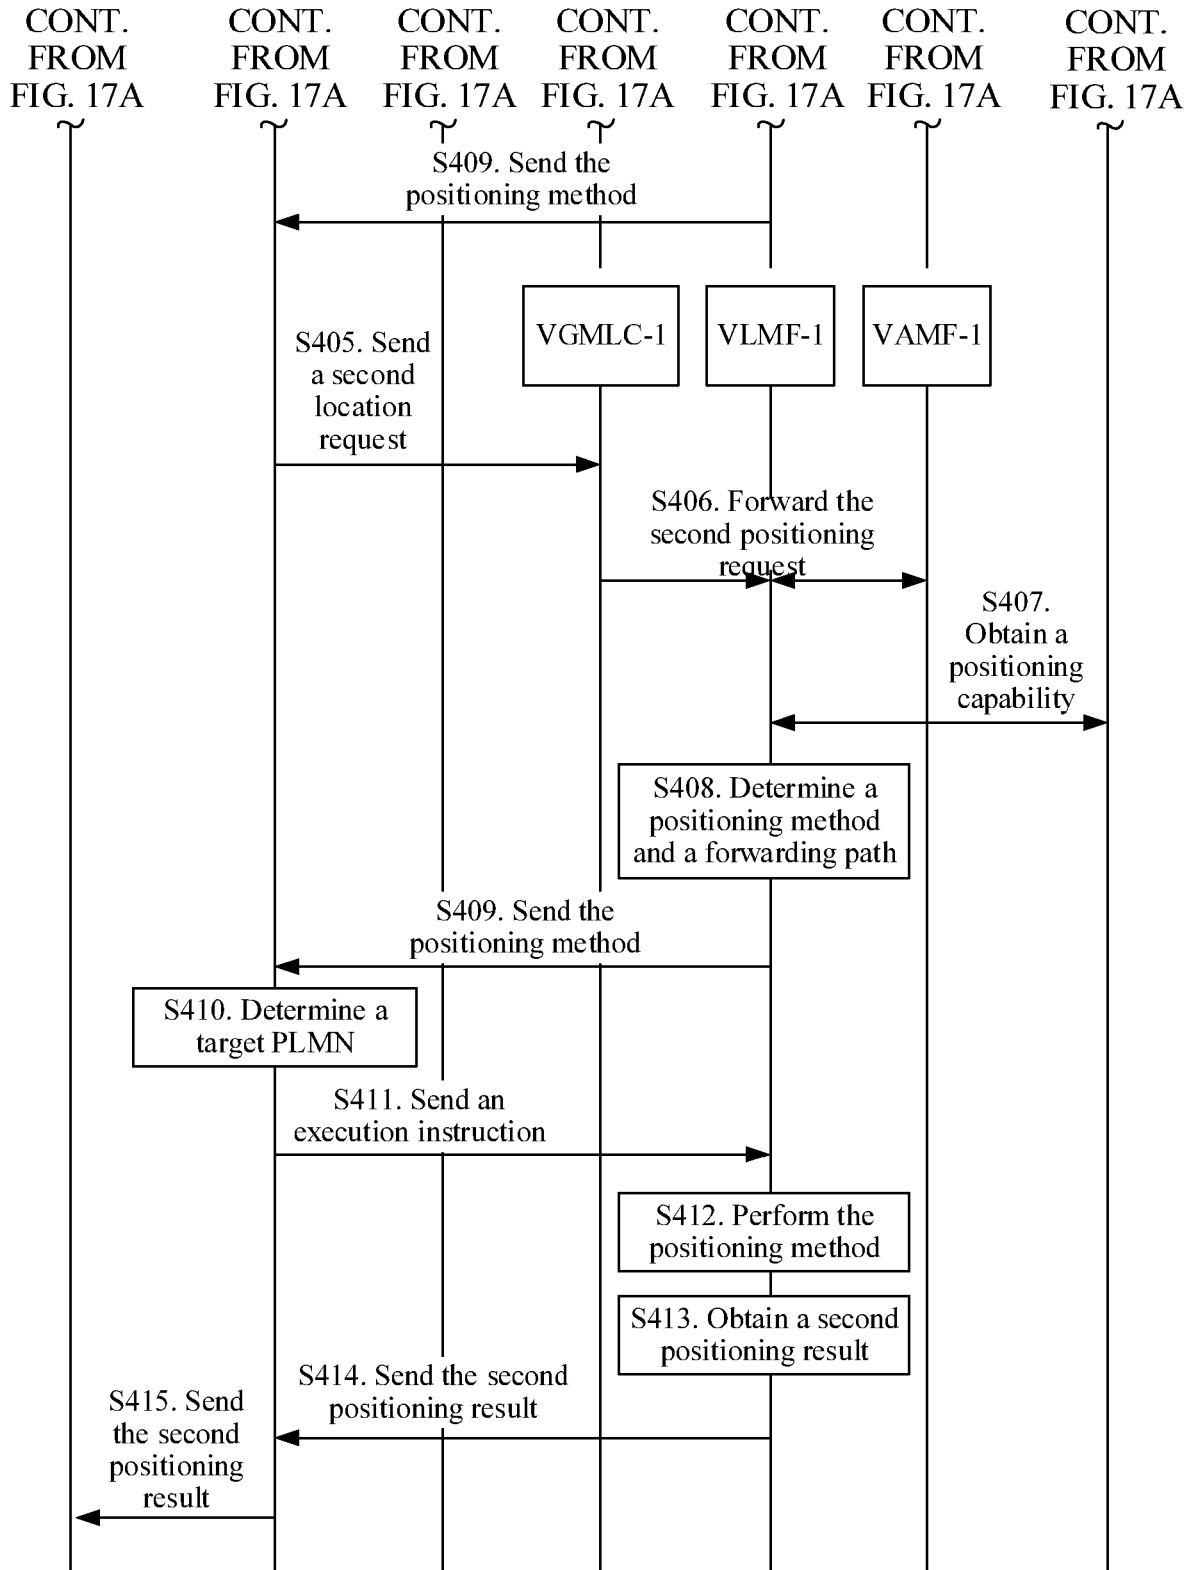 CONT.
FROM
FIG. 17A
CONT.
FROM
FIG. 17A
CONT.
FROM
FIG. 17A
CONT.
FROM
FIG. 17A
CONT.
FROM
FIG. 17A
CONT.
FROM
FIG. 17A
CONT.
FROM
FIG. 17A
S409. Send the
positioning method
VGMLC-1
VLMF-1
VAMF-1
S405. Send
a second
location
request
S406. Forward the
second positioning
request
S407.
Obtain a
positioning
capability
S408. Determine a
positioning method
and a forwarding path
S409. Send the
positioning method
S410. Determine a
target PLMN
S411. Send an
execution instruction
S412. Perform the
positioning method
S413. Obtain a second
positioning result
S414. Send the second
positioning result
S415. Send
the second
positioning
result